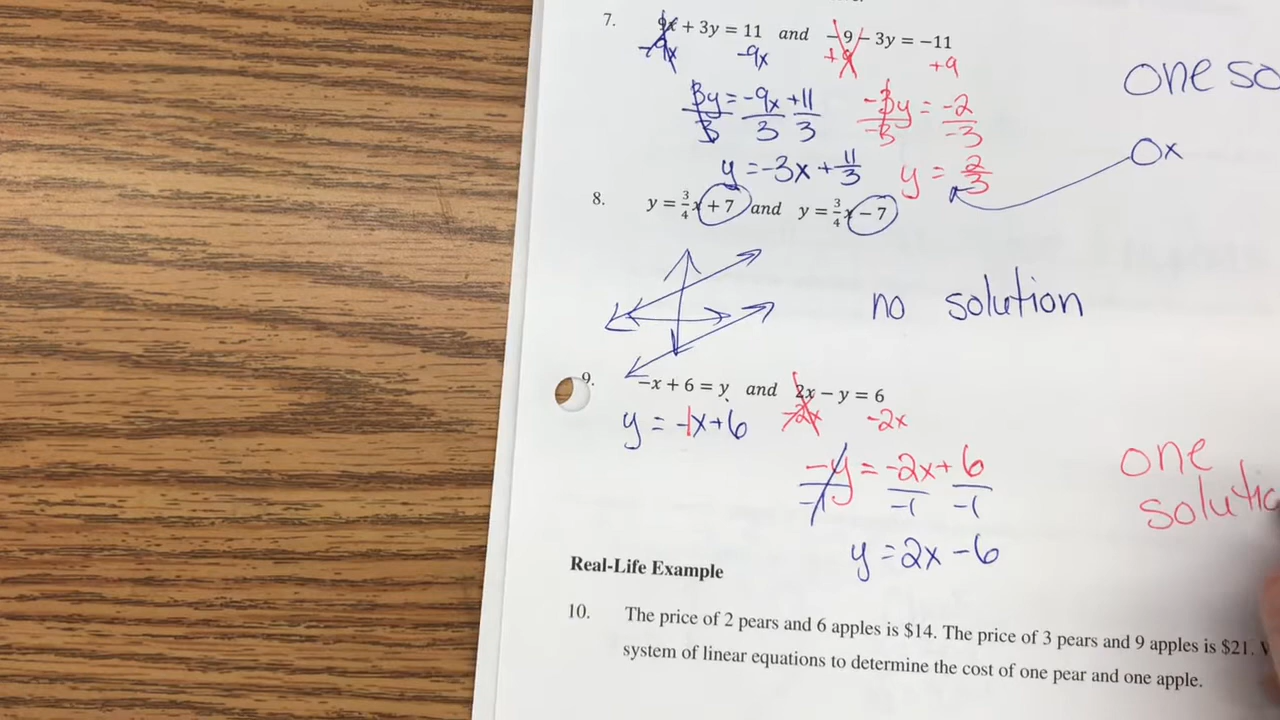 7. 9x + 3y = 11 and -9 - 3y = -11
-9x -9x +9 +9
one so
3y = -9x + 11 -3y = -2
3 3 3 -3 -3
0x
y = -3x + 11/3 y = 2/3
8. y = 3/4 x + 7 and y = 3/4 x - 7
no solution
9. -x + 6 = y and 2x - y = 6
y = -1x + 6 -2x -2x
-y = -2x + 6
-1 -1 -1
one
solutio
y = 2x - 6
Real-Life Example
10. The price of 2 pears and 6 apples is $14. The price of 3 pears and 9 apples is $21.
system of linear equations to determine the cost of one pear and one apple.